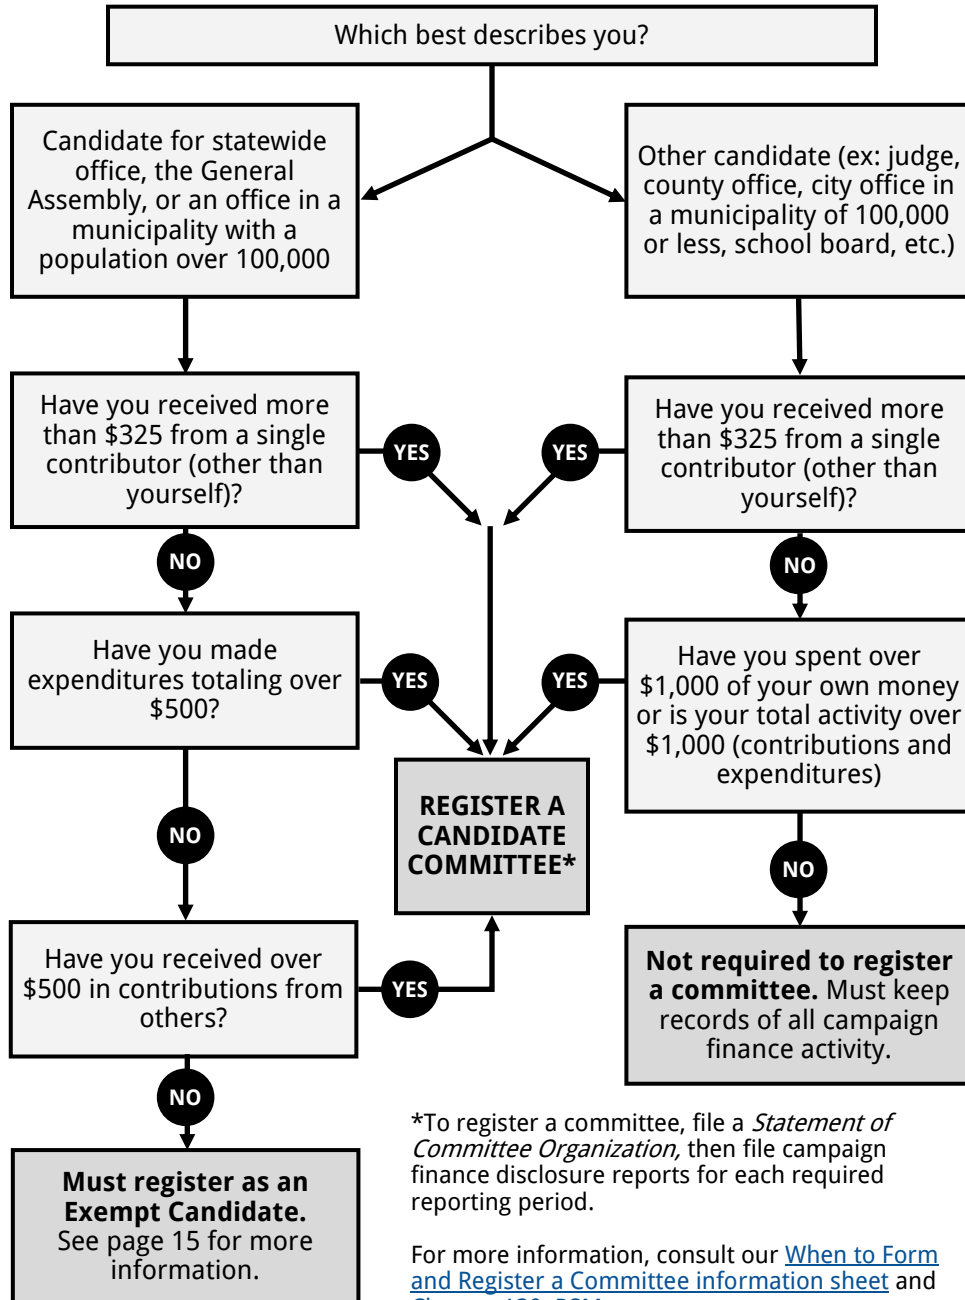 Which best describes you?
Candidate for statewide
office, the General
Assembly, or an office in a
municipality with a
population over 100,000
Other candidate (ex: judge,
county office, city office in
a municipality of 100,000
or less, school board, etc.)
Have you received more
than $325 from a single
contributor (other than
yourself)?
YES
YES
Have you received more
than $325 from a single
contributor (other than
yourself)?
NO
NO
Have you made
expenditures totaling over
$500?
YES
YES
Have you spent over
$1,000 of your own money
or is your total activity over
$1,000 (contributions and
expenditures)
REGISTER A
CANDIDATE
COMMITTEE*
NO
NO
Have you received over
$500 in contributions from
others?
YES
Not required to register
a committee. Must keep
records of all campaign
finance activity.
NO
Must register as an
Exempt Candidate.
See page 15 for more
information.
*To register a committee, file a Statement of
Committee Organization, then file campaign
finance disclosure reports for each required
reporting period.
For more information, consult our When to Form
and Register a Committee information sheet and